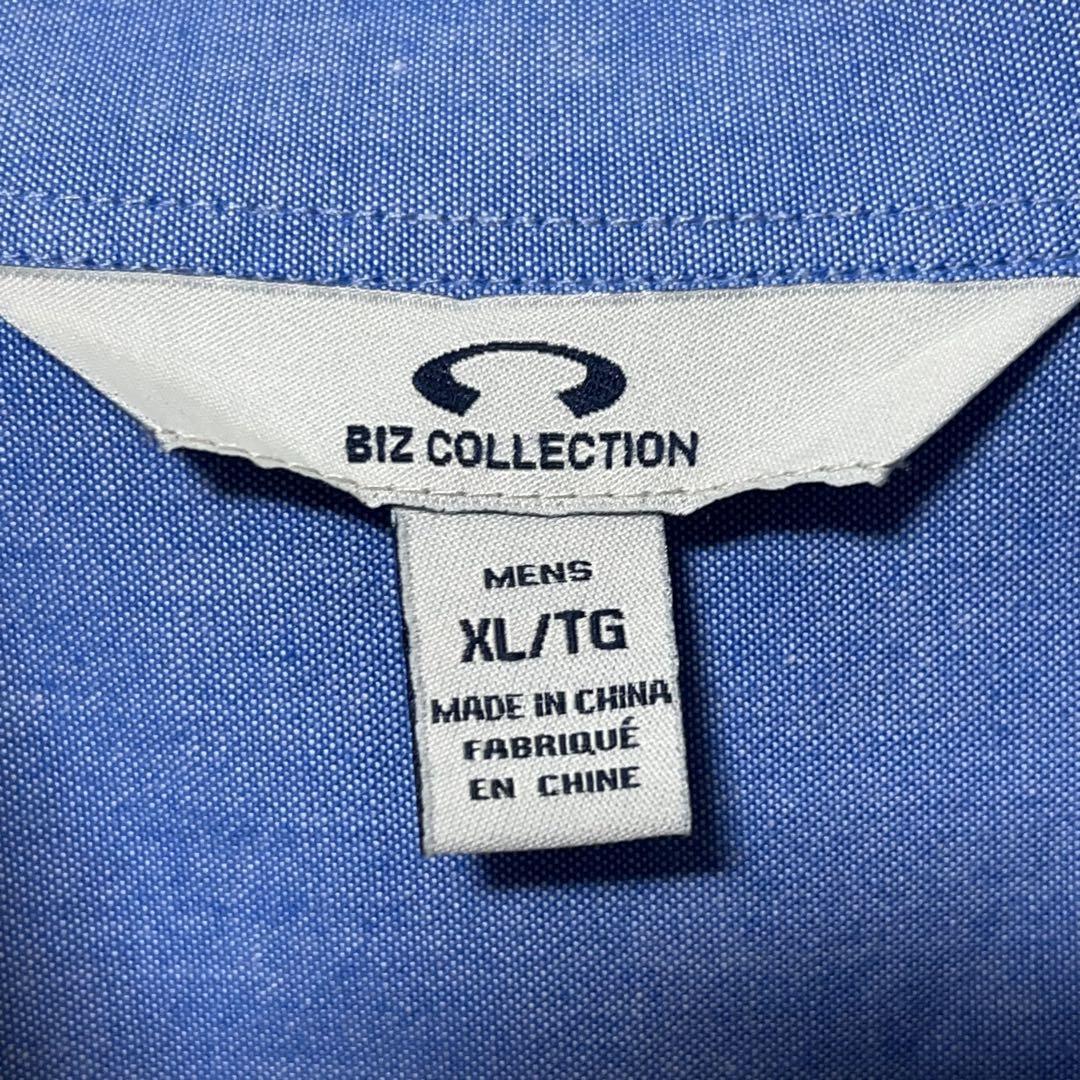 BIZ COLLECTION
MENS
XL/TG
MADE IN CHINA
FABRIQUÉ
EN CHINE